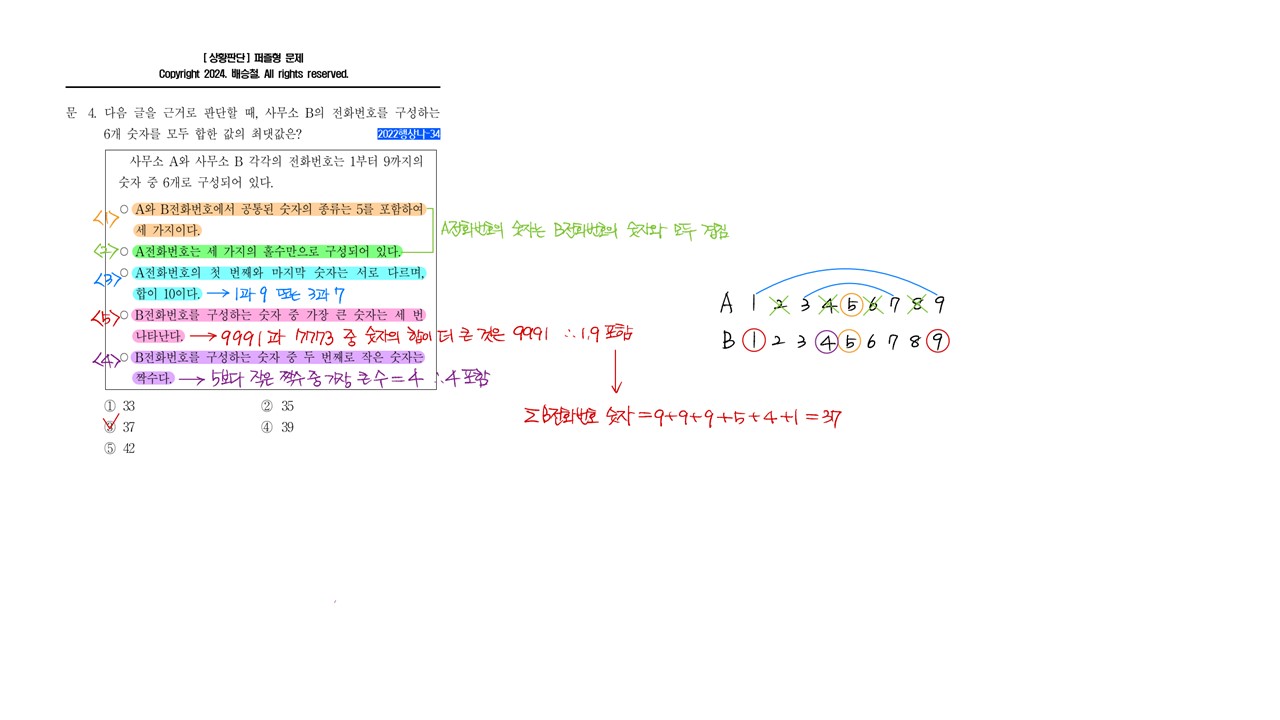 [상황판단] 퍼즐형 문제
Copyright 2024. 배승철. All rights reserved.
문 4. 다음 글을 근거로 판단할 때, 사무소 B의 전화번호를 구성하는
6개 숫자를 모두 합한 값의 최댓값은? 2022행상나-34
사무소 A와 사무소 B 각각의 전화번호는 1부터 9까지의
숫자 중 6개로 구성되어 있다.
<1> ○ A와 B전화번호에서 공통된 숫자의 종류는 5를 포함하여
세 가지이다. A전화번호의 숫자는 B전화번호의 숫자와 모두 겹침
<2> ○ A전화번호는 세 가지의 홀수만으로 구성되어 있다.
<3> ○ A전화번호의 첫 번째와 마지막 숫자는 서로 다르며,
합이 10이다. → 1과 9 또는 3과 7
<5> ○ B전화번호를 구성하는 숫자 중 가장 큰 숫자는 세 번
나타난다. → 9991과 7773 중 숫자의 합이 더 큰 것은 9991 ∴1,9 포함
<4> ○ B전화번호를 구성하는 숫자 중 두 번째로 작은 숫자는
짝수다. → 5보다 작은 짝수 중 가장 큰 수 = 4 ∴4 포함
A 1 2 3 4 5 6 7 8 9
B 1 2 3 4 5 6 7 8 9
① 33 ② 35
③ 37 ④ 39
⑤ 42
∑B전화번호 숫자 = 9+9+9+5+4+1 = 37